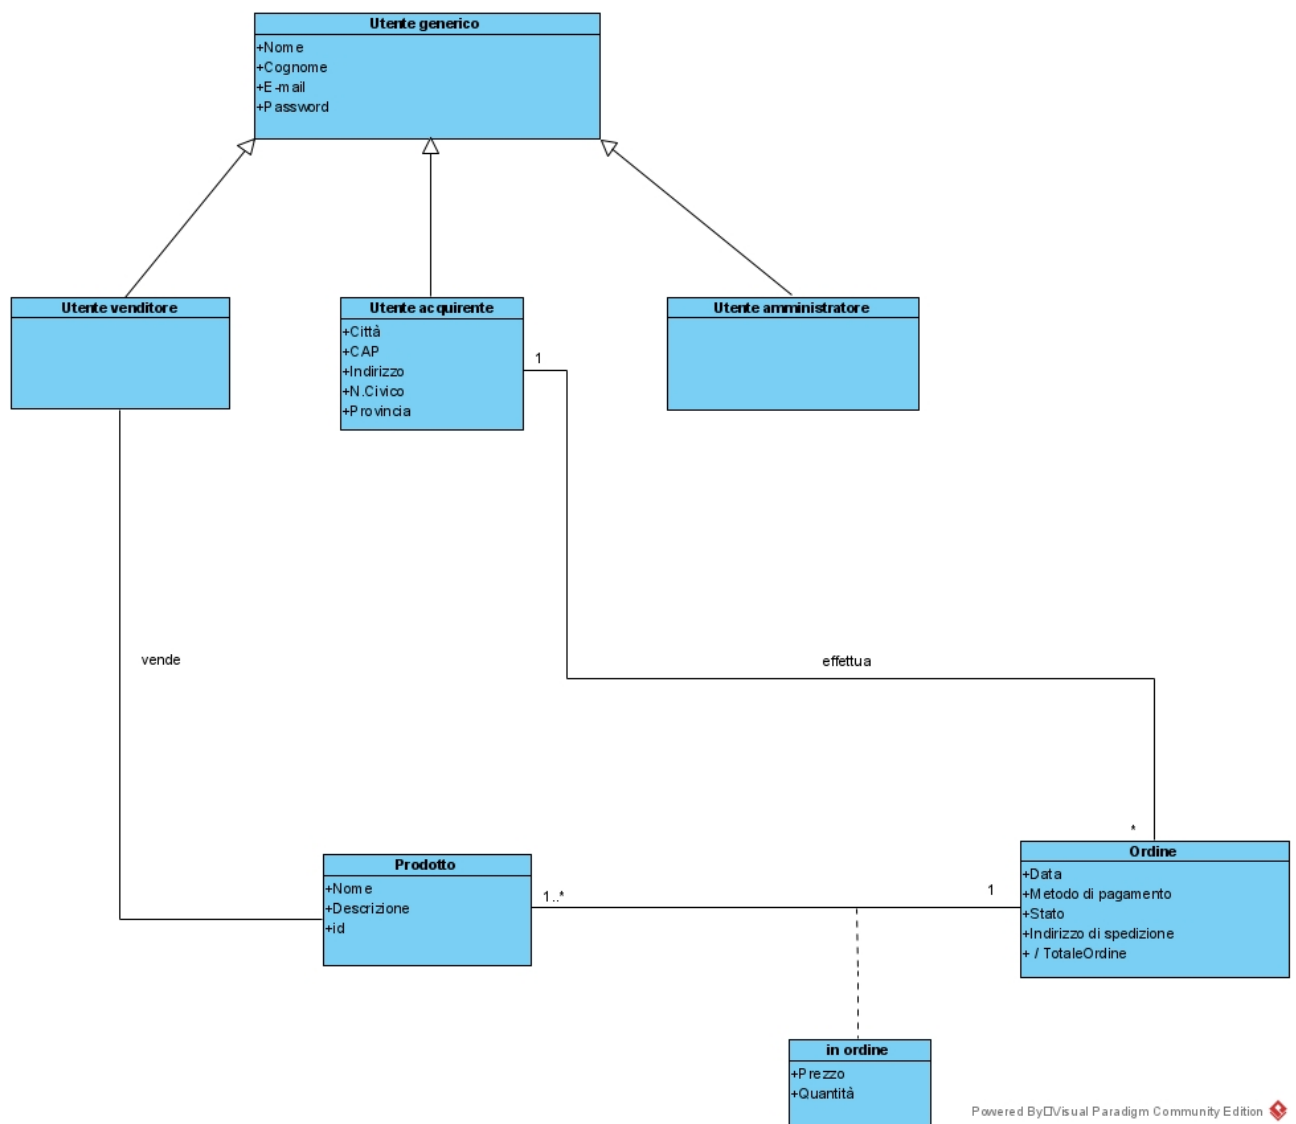 Utente generico
+Nome
+Cognome
+E-mail
+Password
Utente venditore
Utente acquirente
+Città
+CAP
+Indirizzo
+N.Civico
+Provincia
Utente amministratore
1
vende
effettua
*
Prodotto
+Nome
+Descrizione
+id
1..*
1
Ordine
+Data
+Metodo di pagamento
+Stato
+Indirizzo di spedizione
+ / TotaleOrdine
in ordine
+Prezzo
+Quantità
Powered By□Visual Paradigm Community Edition